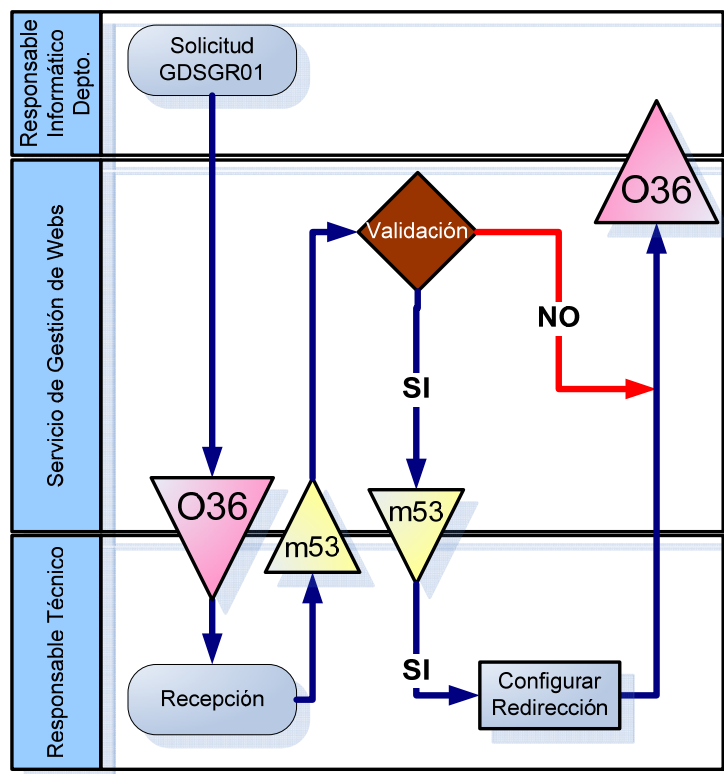 Responsable
Informático
Depto.
Solicitud
GDSGR01
O36
Servicio de Gestión de Webs
Validación
NO
SI
O36
m53
m53
Responsable Técnico
Recepción
SI
Configurar
Redirección